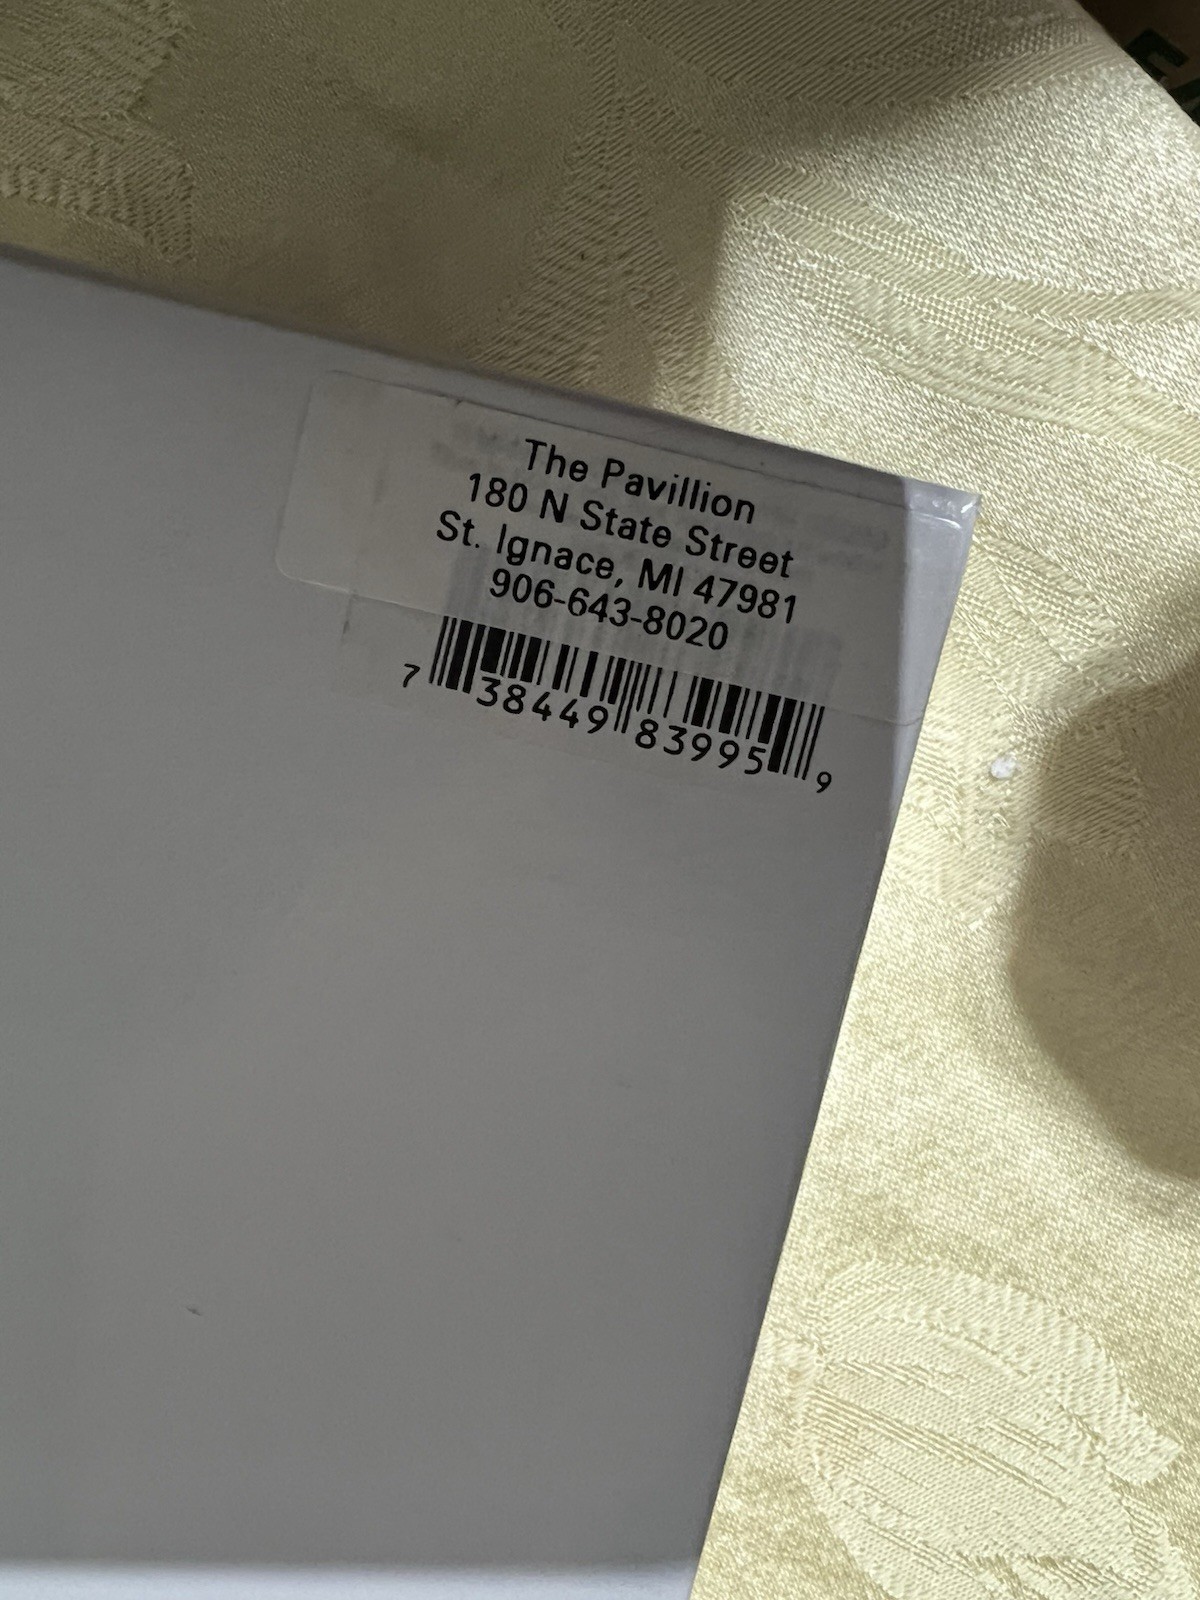 The Pavillion
180 N State Street
St. Ignace, MI 47981
906-643-8020
7 38449 83995 9